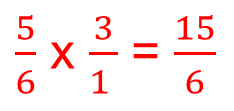 5/6 x 3/1 = 15/6